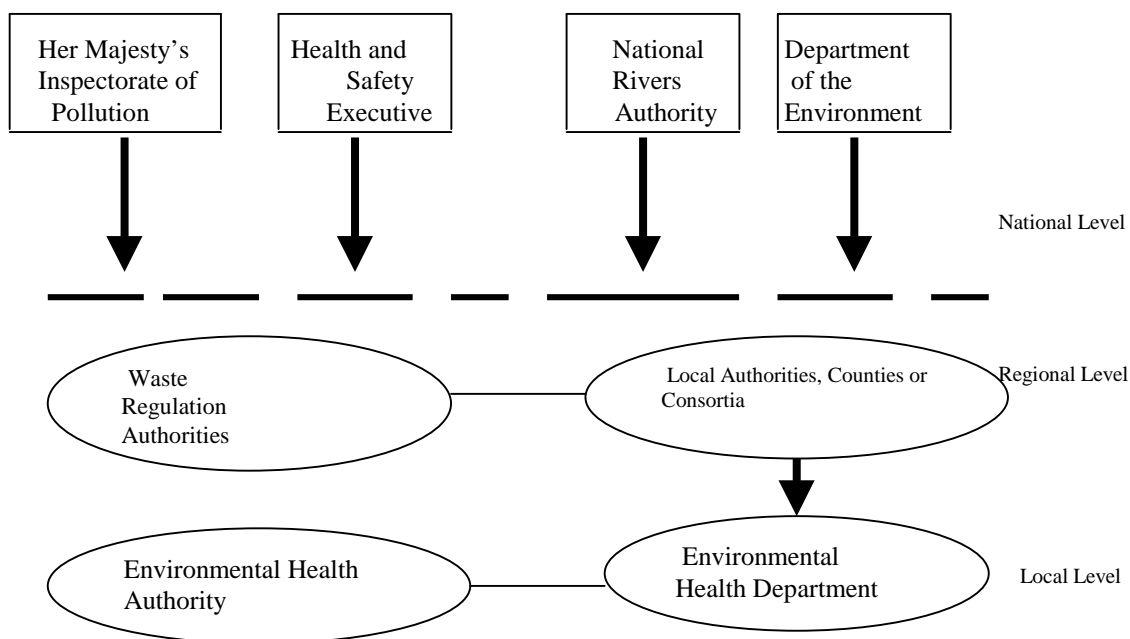 Her Majesty’s
Inspectorate of
Pollution
Health and
Safety
Executive
National
Rivers
Authority
Department
of the
Environment
National Level
Waste
Regulation
Authorities
Local Authorities, Counties or
Consortia
Regional Level
Environmental Health
Authority
Environmental
Health Department
Local Level